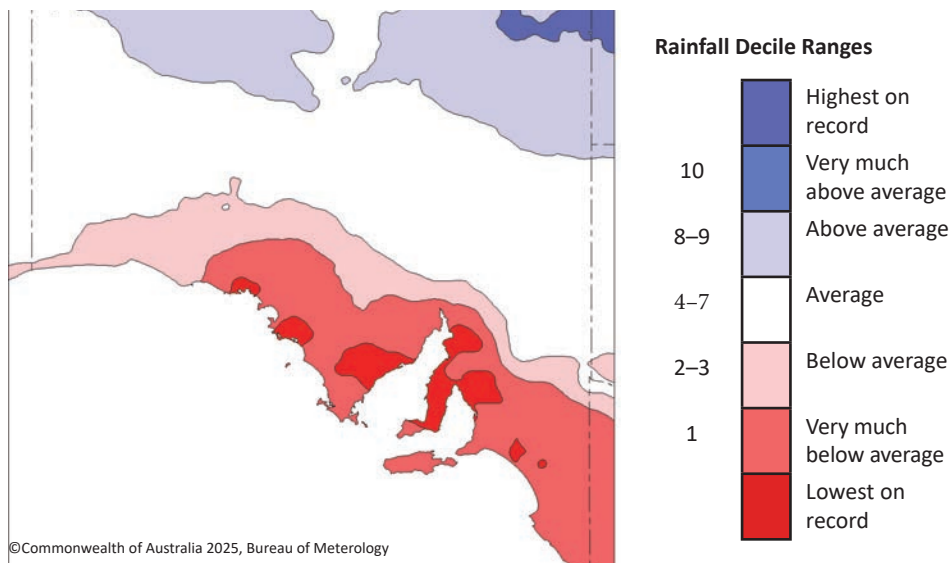 Rainfall Decile Ranges
Highest on
record
10
Very much
above average
8–9
Above average
4–7
Average
2–3
Below average
1
Very much
below average
Lowest on
record
©Commonwealth of Australia 2025, Bureau of Meterology